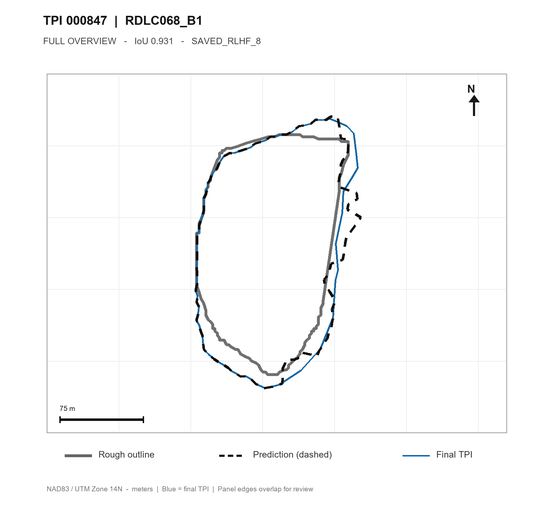 TPI 000847 | RDLC068_B1
FULL OVERVIEW - IoU 0.931 - SAVED_RLHF_8
N
75 m
Rough outline
Prediction (dashed)
Final TPI
NAD83 / UTM Zone 14N - meters | Blue = final TPI | Panel edges overlap for review